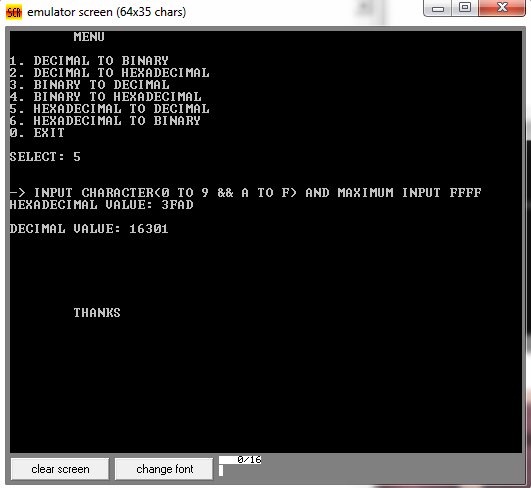 SCR emulator screen (64x35 chars)
MENU
1. DECIMAL TO BINARY
2. DECIMAL TO HEXADECIMAL
3. BINARY TO DECIMAL
4. BINARY TO HEXADECIMAL
5. HEXADECIMAL TO DECIMAL
6. HEXADECIMAL TO BINARY
0. EXIT
SELECT: 5
-> INPUT CHARACTER(0 TO 9 && A TO F) AND MAXIMUM INPUT FFFF
HEXADECIMAL VALUE: 3FAD
DECIMAL VALUE: 16301
THANKS
clear screen
change font
0/16